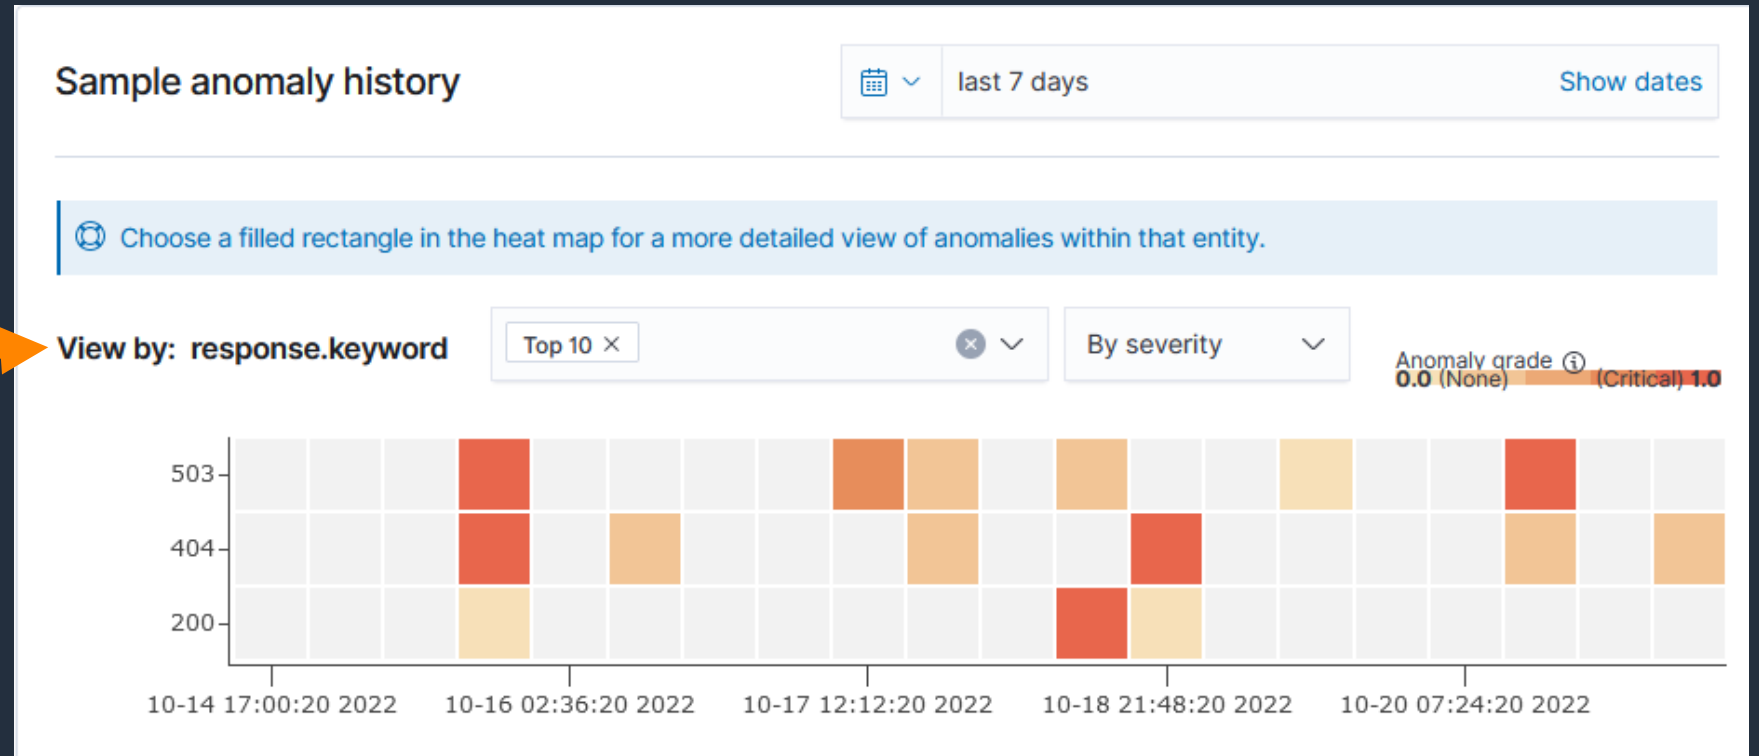 Sample anomaly history
last 7 days
Show dates
Choose a filled rectangle in the heat map for a more detailed view of anomalies within that entity.
View by: response.keyword
Top 10
By severity
Anomaly grade
0.0 (None) (Critical) 1.0
503
404
200
10-14 17:00:20 2022 10-16 02:36:20 2022 10-17 12:12:20 2022 10-18 21:48:20 2022 10-20 07:24:20 2022